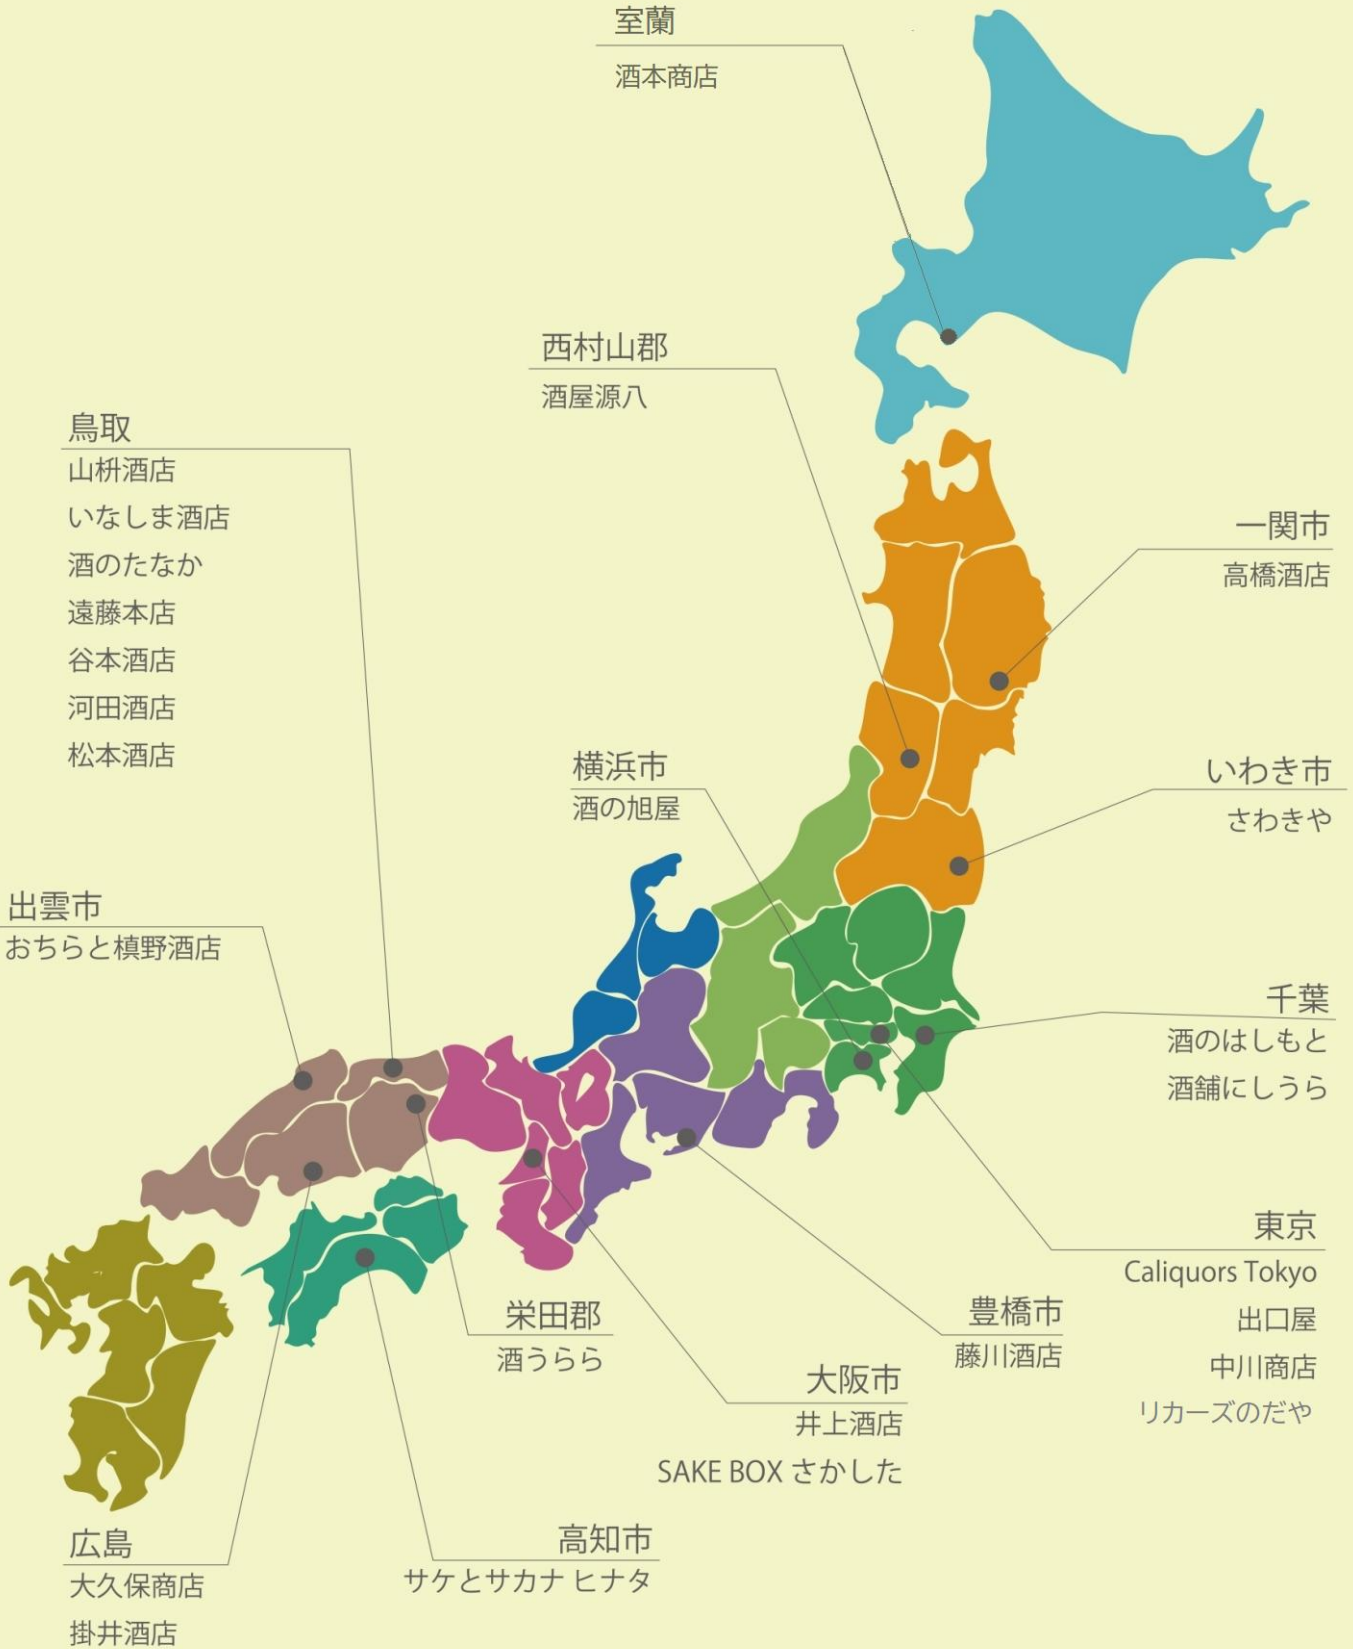 室蘭
酒本商店
西村山郡
酒屋源八
鳥取
山枡酒店
いなしま酒店
酒のたなか
遠藤本店
谷本酒店
河田酒店
松本酒店
一関市
高橋酒店
横浜市
酒の旭屋
いわき市
さわきや
出雲市
おちらと槙野酒店
千葉
酒のはしもと
酒舗にしうら
東京
Caliquors Tokyo
出口屋
中川商店
リカーズのだや
栄田郡
酒うらら
豊橋市
藤川酒店
大阪市
井上酒店
SAKE BOX さかした
広島
大久保商店
掛井酒店
高知市
サケとサカナ ヒナタ